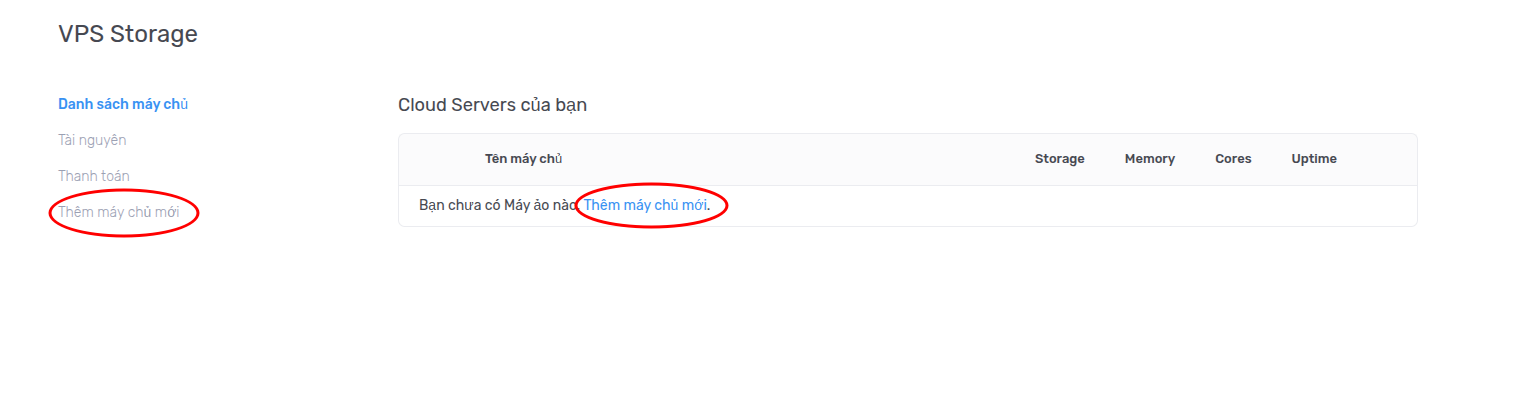 VPS Storage
Danh sách máy chủ
Tài nguyên
Thanh toán
Thêm máy chủ mới
Cloud Servers của bạn
Tên máy chủ Storage Memory Cores Uptime
Bạn chưa có Máy ảo nào Thêm máy chủ mới.